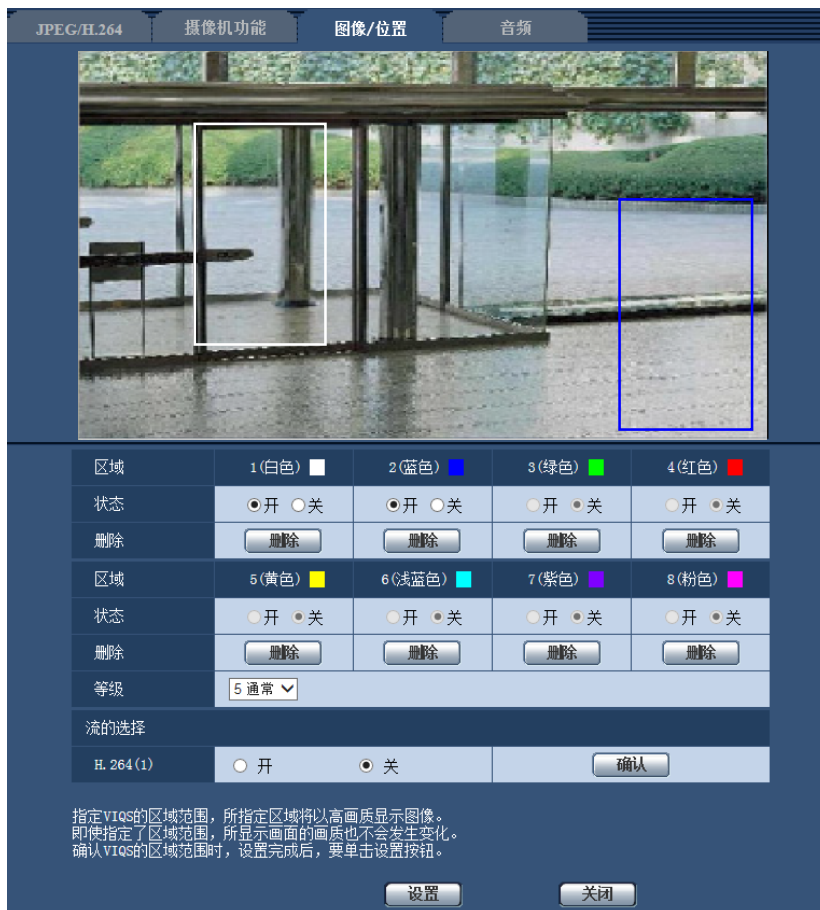 JPEG/H.264 摄像机功能 图像/位置 音频
区域 1(白色) 2(蓝色) 3(绿色) 4(红色)
状态 开 关 开 关 开 关 开 关
删除 删除 删除 删除 删除
区域 5(黄色) 6(浅蓝色) 7(紫色) 8(粉色)
状态 开 关 开 关 开 关 开 关
删除 删除 删除 删除 删除
等级 5 通常
流的选择
H.264(1) 开 关 确认
指定VIQS的区域范围，所指定区域将以高画质显示图像。
即使指定了区域范围，所显示画面的画质也不会发生变化。
确认VIQS的区域范围时，设置完成后，要单击设置按钮。
设置 关闭